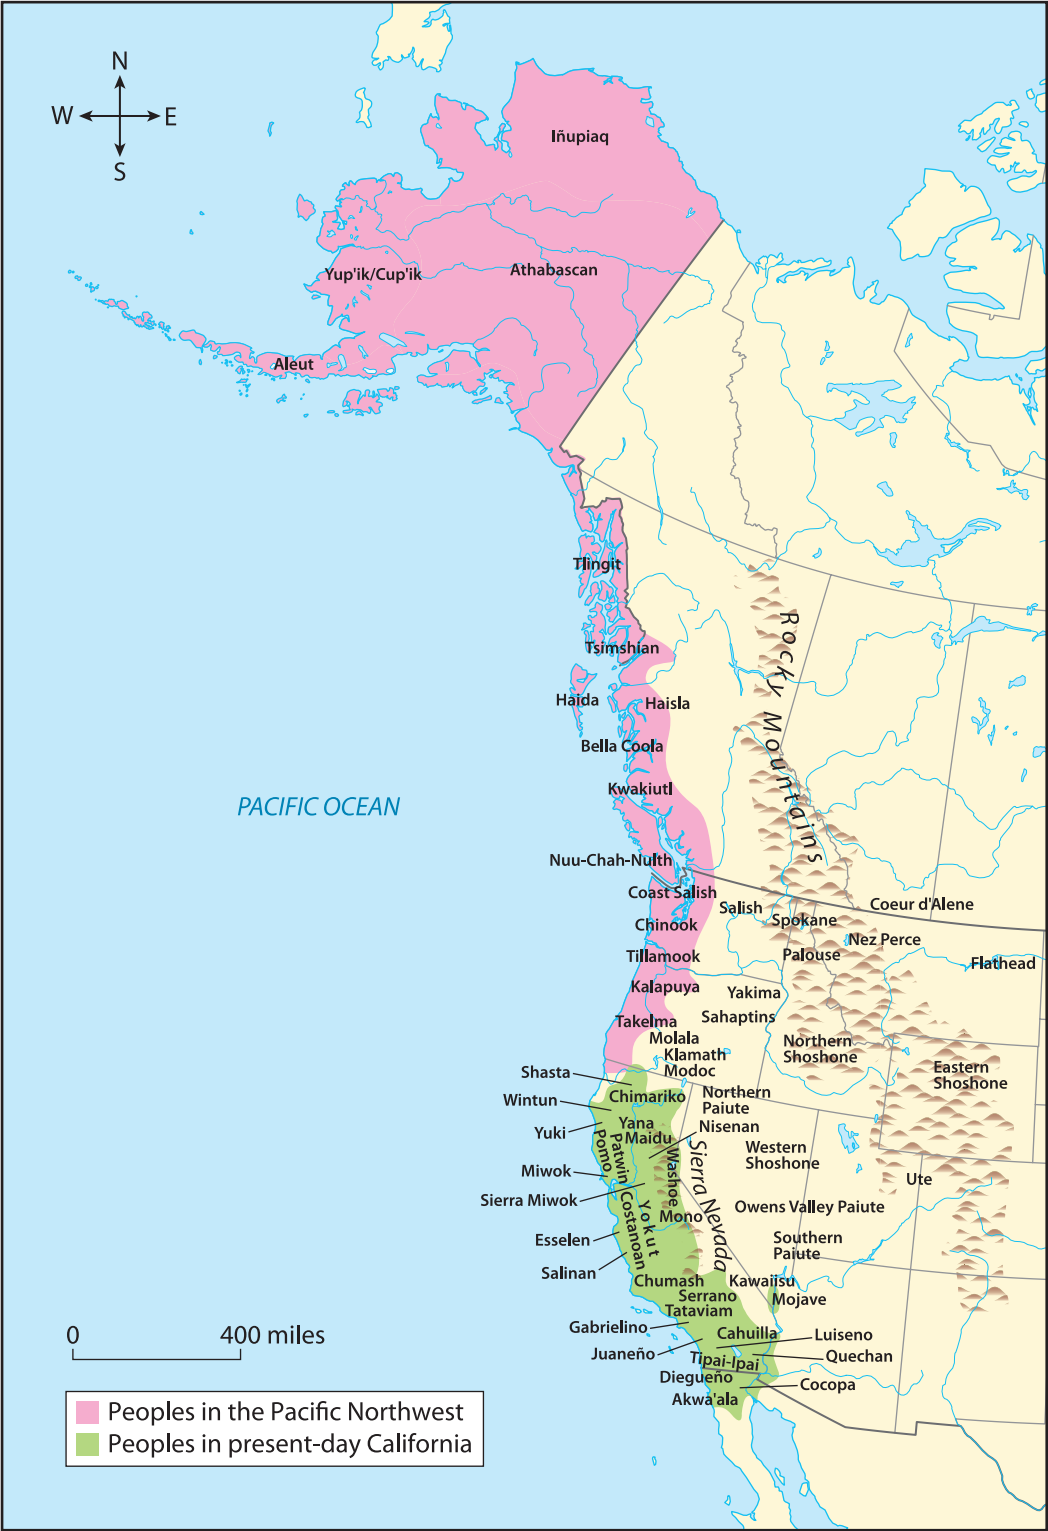 N
W
E
S
Iñupiaq
Yup'ik/Cup'ik
Athabascan
Aleut
Tlingit
Tsimshian
Haida
Haisla
Bella Coola
Kwakiutl
Rocky Mountains
PACIFIC OCEAN
Nuu-Chah-Nulth
Coast Salish
Salish
Coeur d'Alene
Spokane
Chinook
Nez Perce
Palouse
Tillamook
Flathead
Kalapuya
Yakima
Takelma
Sahaptins
Molala
Northern
Shoshone
Klamath
Modoc
Eastern
Shoshone
Shasta
Chimariko
Northern
Paiute
Wintun
Yana
Nisenan
Yuki
Maidu
Pomo
Patwin
Washoe
Sierra Nevada
Western
Shoshone
Miwok
Ute
Sierra Miwok
Costanoan
Yokut
Mono
Owens Valley Paiute
Esselen
Southern
Paiute
Salinan
Chumash
Kawaiisu
Serrano
Mojave
Tataviam
Gabrielino
Cahuilla
Luiseno
Juaneño
Tipai-Ipai
Quechan
Diegueño
Cocopa
Akwa'ala
0
400 miles
Peoples in the Pacific Northwest
Peoples in present-day California